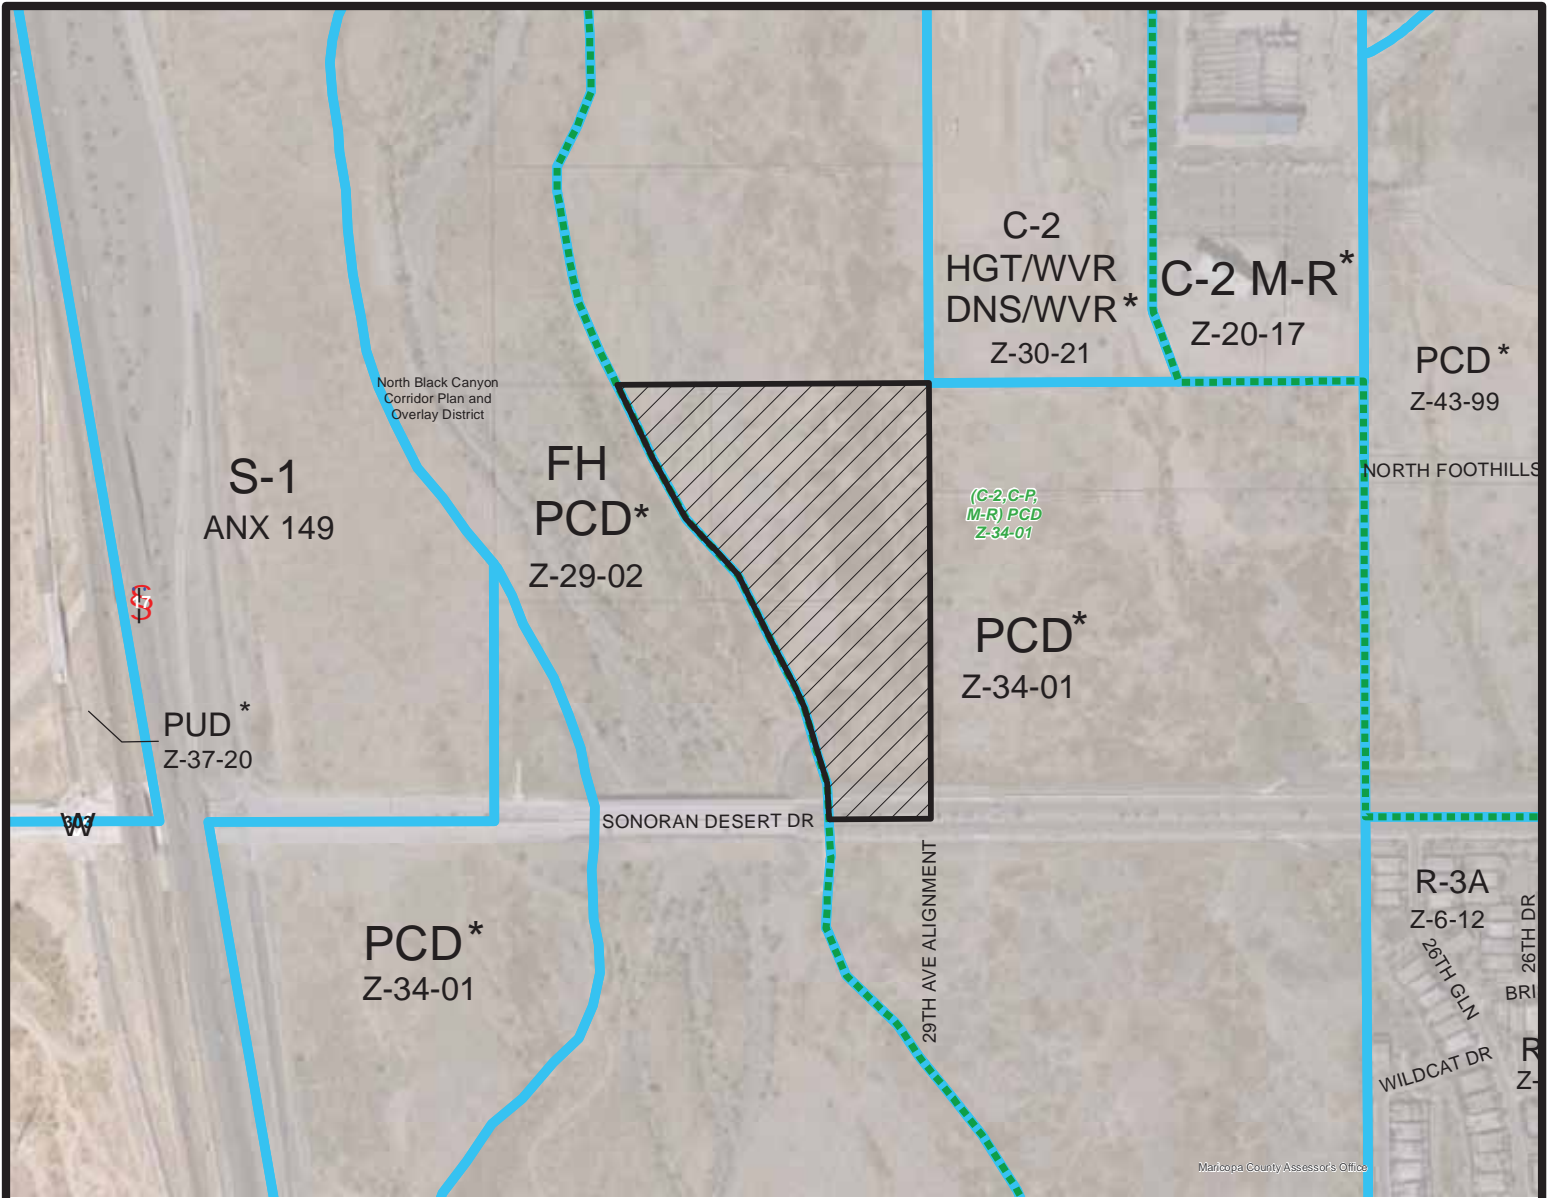 C-2
HGT/WVR
DNS/WVR*
Z-30-21
C-2 M-R*
Z-20-17
PCD*
Z-43-99
North Black Canyon
Corridor Plan and
Overlay District
S-1
ANX 149
FH
PCD*
Z-29-02
NORTH FOOTHILLS
(C-2,C-P,
M-R) PCD
Z-34-01
17
PCD*
Z-34-01
PUD*
Z-37-20
303
SONORAN DESERT DR
29TH AVE ALIGNMENT
PCD*
Z-34-01
R-3A
Z-6-12
26TH DR
26TH GLN
BRI
R
Z-
WILDCAT DR
Maricopa County Assessor's Office